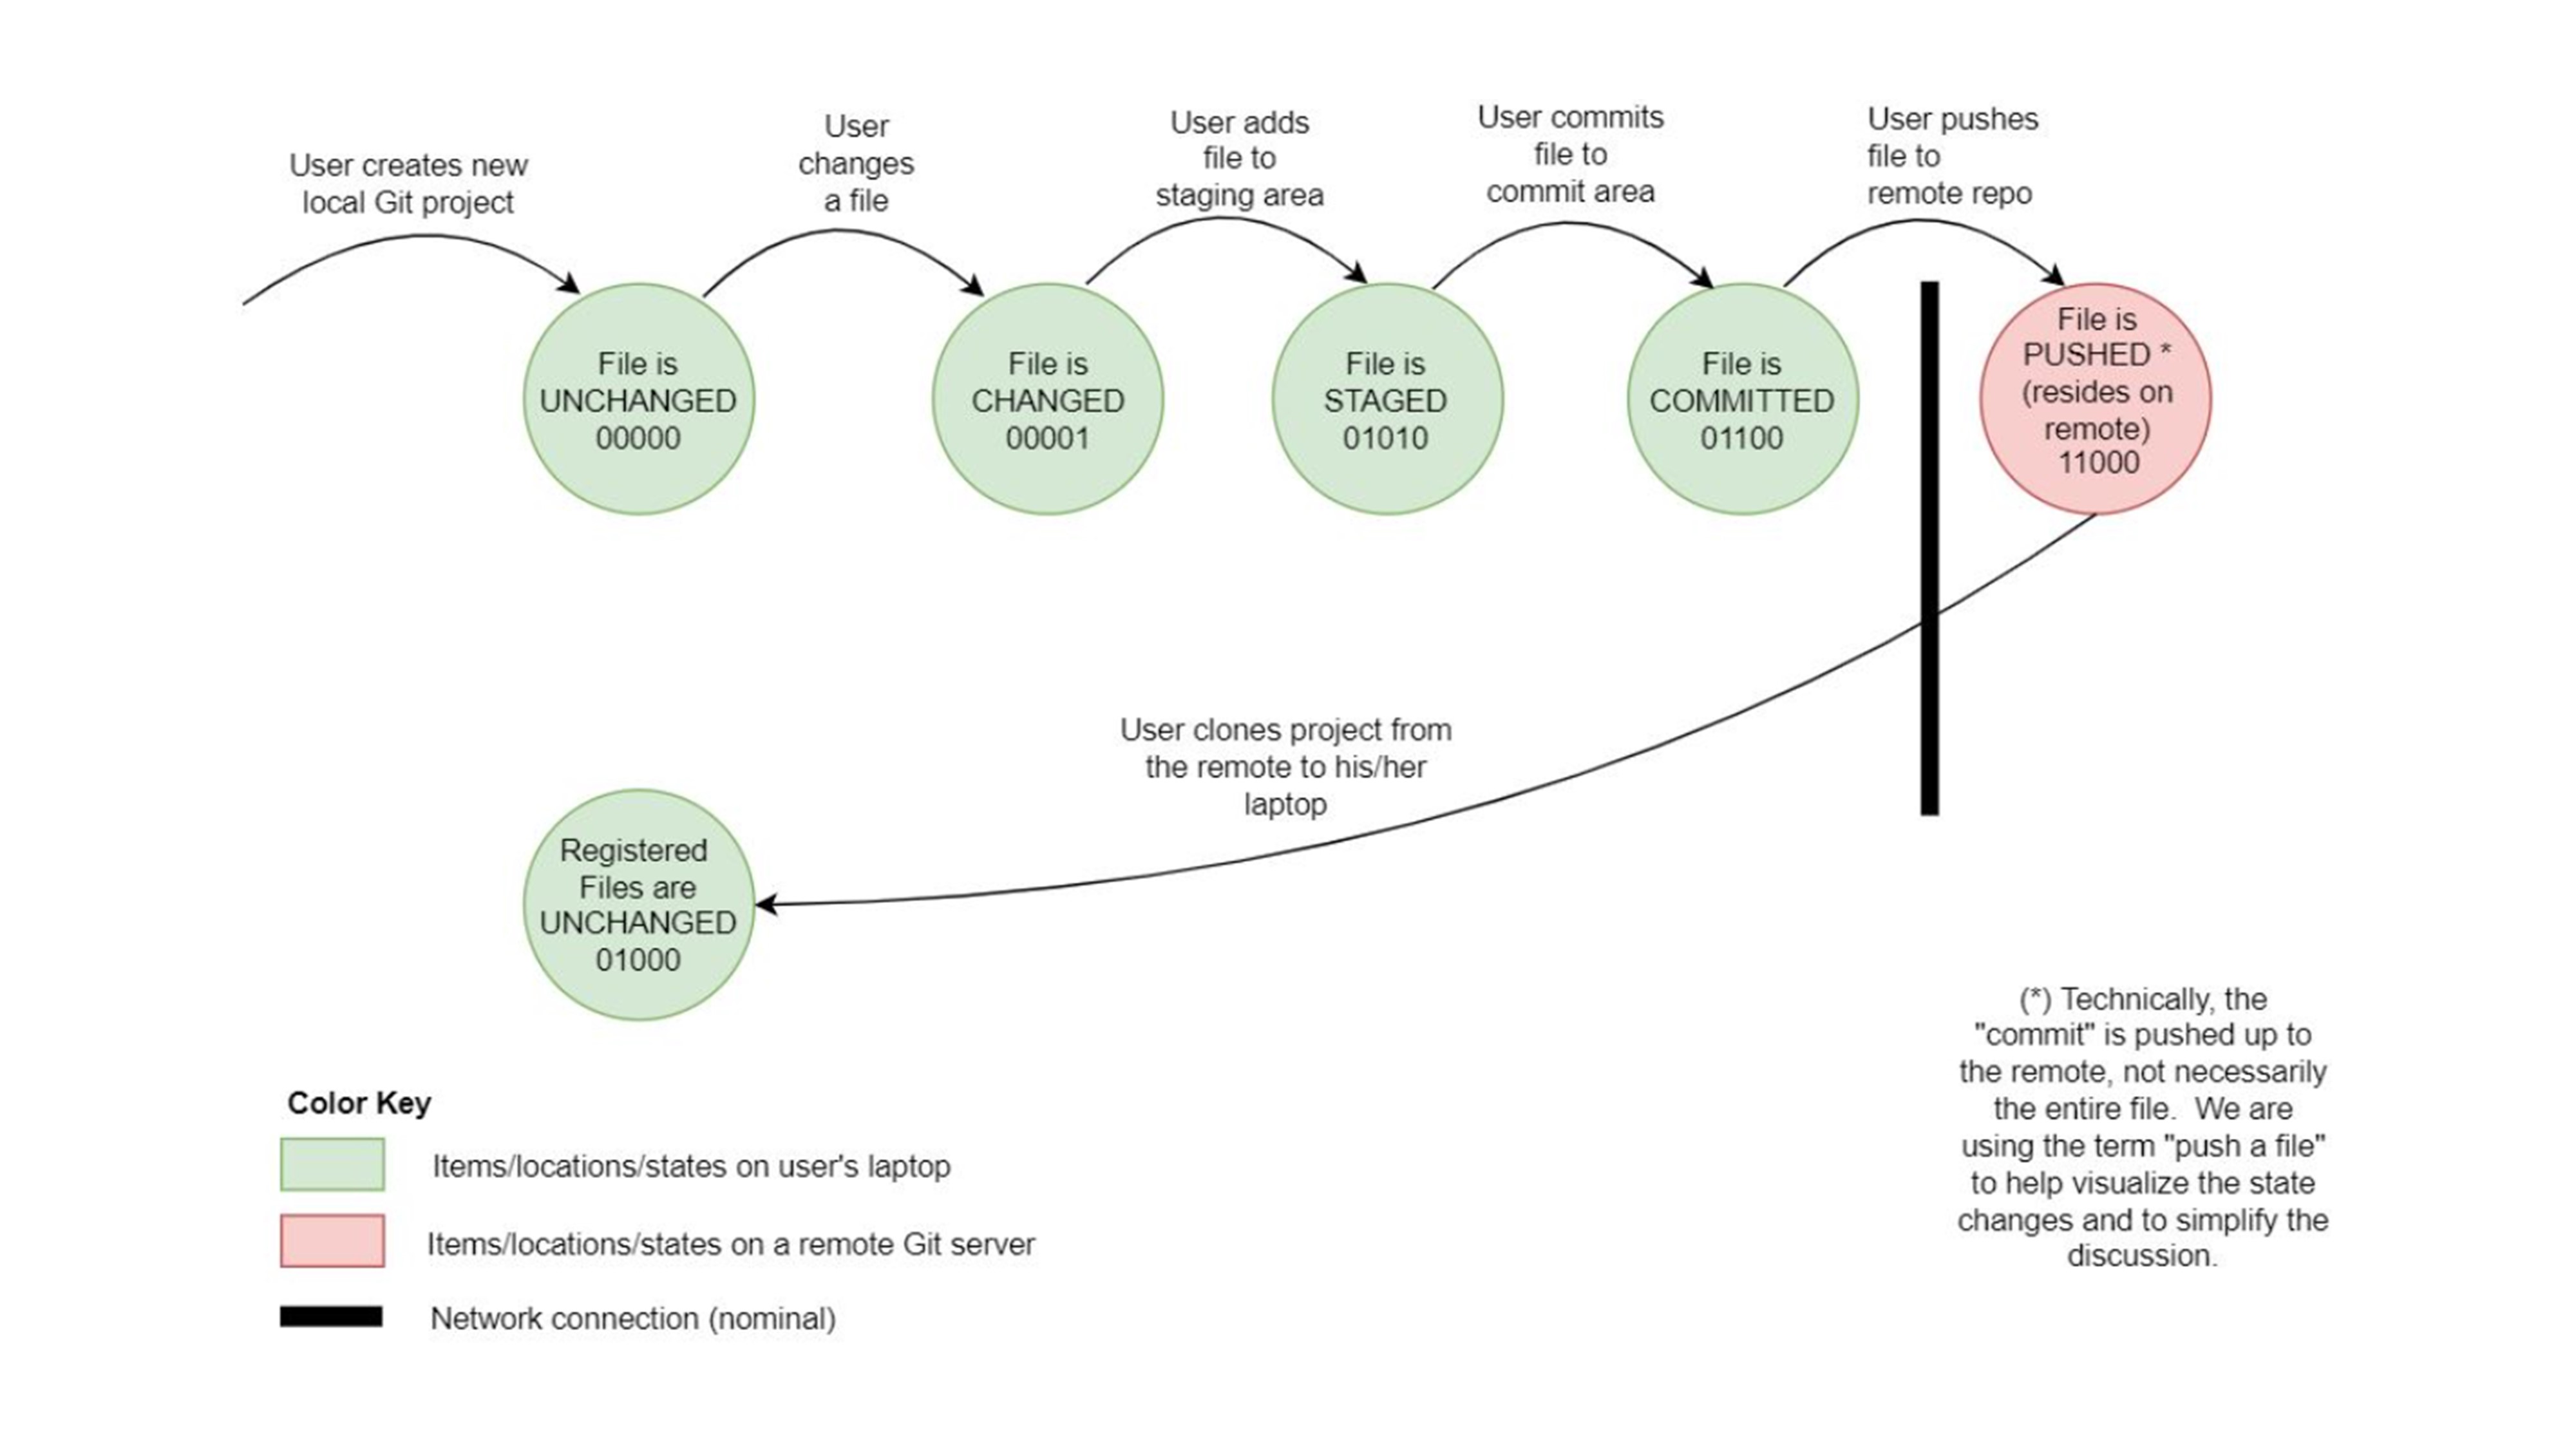 User creates new
local Git project
User
changes
a file
User adds
file to
staging area
User commits
file to
commit area
User pushes
file to
remote repo
File is
UNCHANGED
00000
File is
CHANGED
00001
File is
STAGED
01010
File is
COMMITTED
01100
File is
PUSHED *
(resides on
remote)
11000
User clones project from
the remote to his/her
laptop
Registered
Files are
UNCHANGED
01000
(*) Technically, the
"commit" is pushed up to
the remote, not necessarily
the entire file.  We are
using the term "push a file"
to help visualize the state
changes and to simplify the
discussion.
Color Key
Items/locations/states on user's laptop
Items/locations/states on a remote Git server
Network connection (nominal)